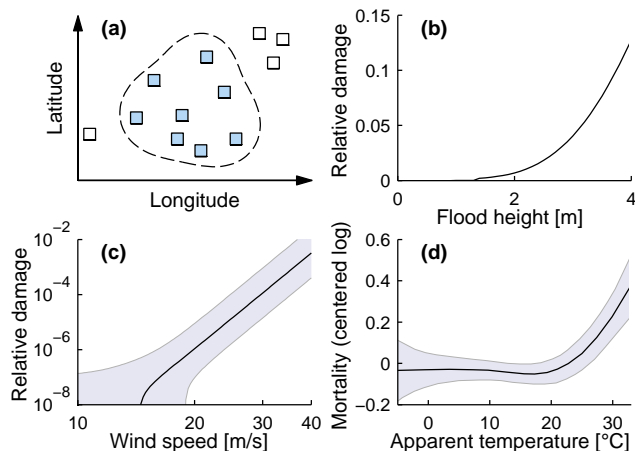 (a)
Latitude
Longitude
(b)
Relative damage
0.15
0.1
0.05
0
0 2 4
Flood height [m]
(c)
Relative damage
10⁻²
10⁻⁴
10⁻⁶
10⁻⁸
10 20 30 40
Wind speed [m/s]
(d)
Mortality (centered log)
0.6
0.4
0.2
0
−0.2
0 10 20 30
Apparent temperature [°C]